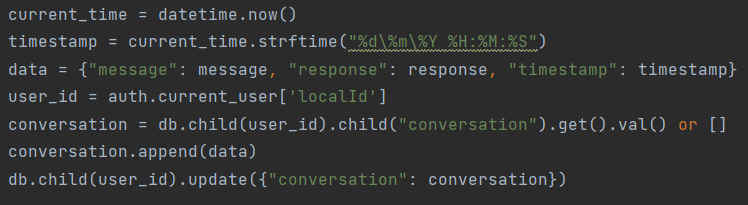 current_time = datetime.now()
timestamp = current_time.strftime("%d\%m\%Y %H:%M:%S")
data = {"message": message, "response": response, "timestamp": timestamp}
user_id = auth.current_user['localId']
conversation = db.child(user_id).child("conversation").get().val() or []
conversation.append(data)
db.child(user_id).update({"conversation": conversation})